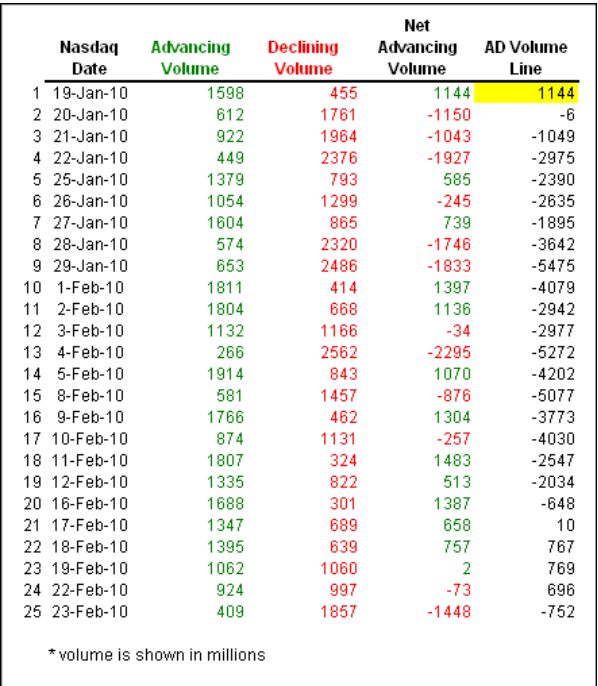 Net
Nasdaq Advancing Declining Advancing AD Volume
Date Volume Volume Volume Line
1 19-Jan-10 1598 455 1144 1144
2 20-Jan-10 612 1761 -1150 -6
3 21-Jan-10 922 1964 -1043 -1049
4 22-Jan-10 449 2376 -1927 -2975
5 25-Jan-10 1379 793 585 -2390
6 26-Jan-10 1054 1299 -245 -2635
7 27-Jan-10 1604 865 739 -1895
8 28-Jan-10 574 2320 -1746 -3642
9 29-Jan-10 653 2486 -1833 -5475
10 1-Feb-10 1811 414 1397 -4079
11 2-Feb-10 1804 668 1136 -2942
12 3-Feb-10 1132 1166 -34 -2977
13 4-Feb-10 266 2562 -2295 -5272
14 5-Feb-10 1914 843 1070 -4202
15 8-Feb-10 581 1457 -876 -5077
16 9-Feb-10 1766 462 1304 -3773
17 10-Feb-10 874 1131 -257 -4030
18 11-Feb-10 1807 324 1483 -2547
19 12-Feb-10 1335 822 513 -2034
20 16-Feb-10 1688 301 1387 -648
21 17-Feb-10 1347 689 658 10
22 18-Feb-10 1395 639 757 767
23 19-Feb-10 1062 1060 2 769
24 22-Feb-10 924 997 -73 696
25 23-Feb-10 409 1857 -1448 -752
* volume is shown in millions